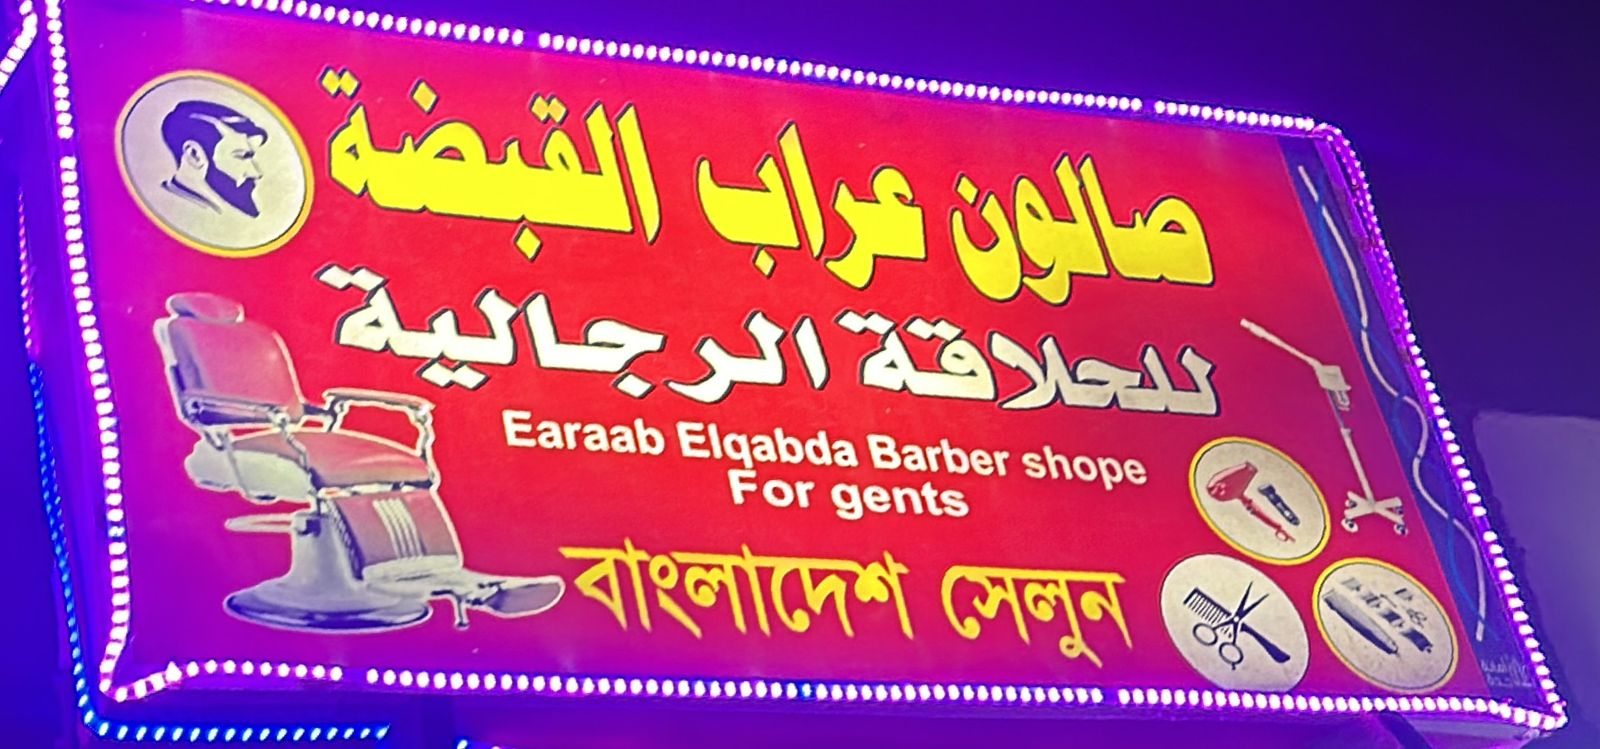 صالون عراب القبضة
للحلاقة الرجالية
Earaab Elqabda Barber shope
For gents
বাংলাদেশ সেলুন